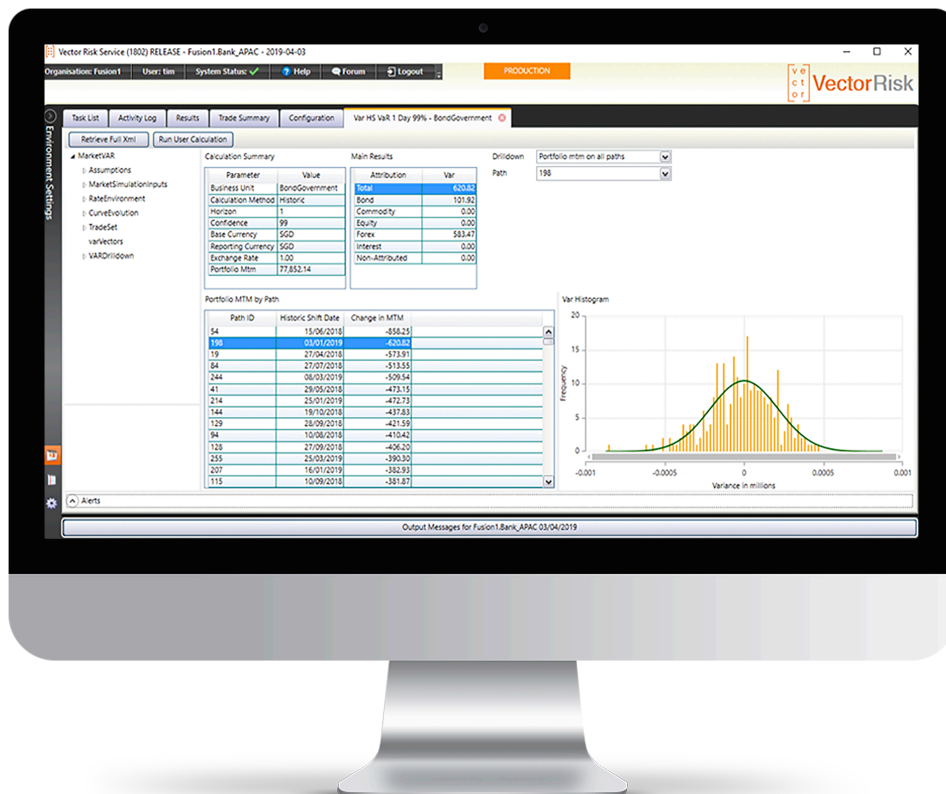 Vector Risk Service (1802) RELEASE - Fusion1.Bank_APAC - 2019-04-03
Organisation: Fusion1 User: tim System Status: Help Forum Logout
PRODUCTION
vector VectorRisk
Environment Settings
Task List Activity Log Results Trade Summary Configuration Var HS VaR 1 Day 99% - BondGovernment
Retrieve Full Xml Run User Calculation
MarketVAR
Assumptions
MarketSimulationInputs
RateEnvironment
CurveEvolution
TradeSet
varVectors
VARDrilldown
Calculation Summary
Parameter Value
Business Unit BondGovernment
Calculation Method Historic
Horizon 1
Confidence 99
Base Currency SGD
Reporting Currency SGD
Exchange Rate 1.00
Portfolio Mtm 77,852.14
Main Results
Attribution Var
Total 620.82
Bond 101.92
Commodity 0.00
Equity 0.00
Forex 583.47
Interest 0.00
Non-Attributed 0.00
Drilldown Portfolio mtm on all paths
Path 198
Portfolio MTM by Path
Path ID Historic Shift Date Change in MTM
54 15/06/2018 -858.25
198 03/01/2019 -620.82
19 27/04/2018 -573.91
84 27/07/2018 -513.55
244 08/03/2019 -509.54
41 29/05/2018 -473.15
214 25/01/2019 -472.73
144 19/10/2018 -437.83
129 28/09/2018 -421.59
94 10/08/2018 -410.42
128 27/09/2018 -406.20
255 25/03/2019 -390.30
207 16/01/2019 -382.93
115 10/09/2018 -381.87
Var Histogram
Frequency
20
15
10
5
0
-0.001 -0.0005 0 0.0005 0.001
Variance in millions
Alerts
Output Messages for Fusion1.Bank_APAC 03/04/2019